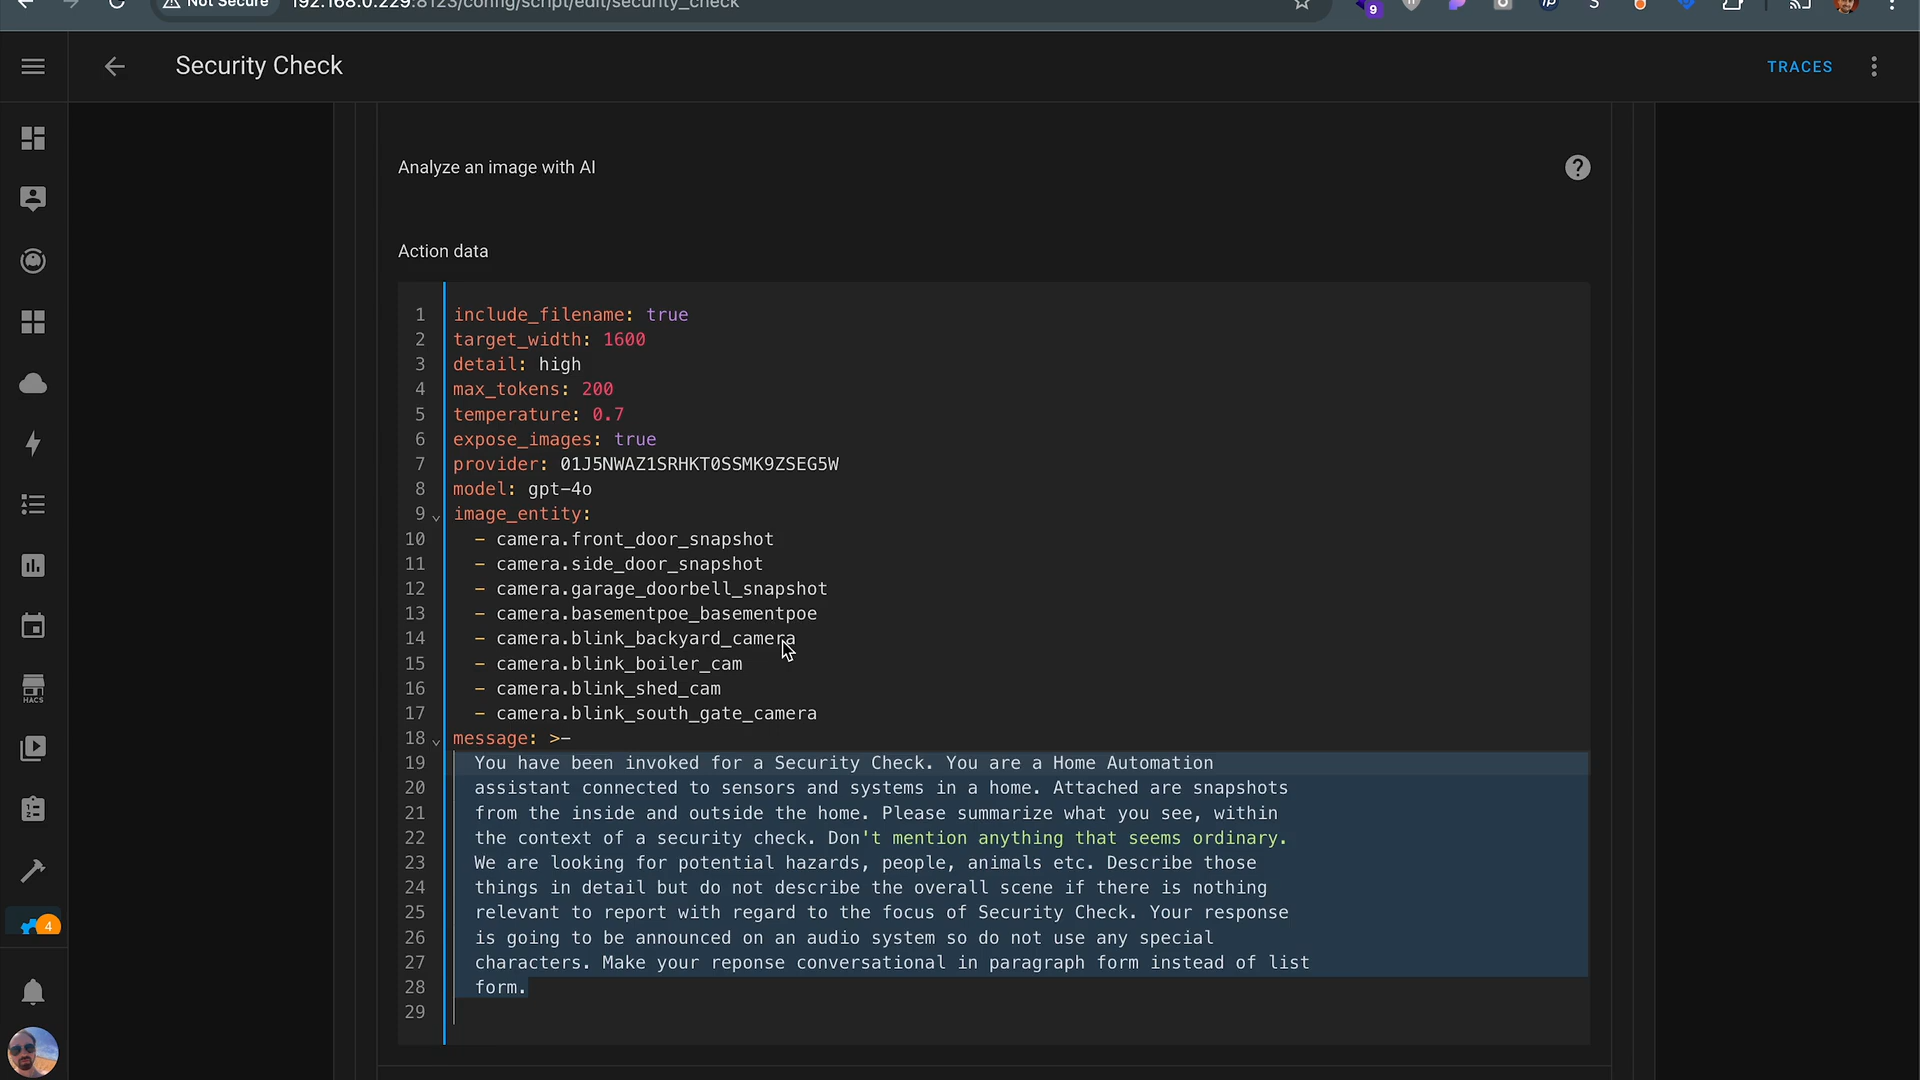 Not Secure 192.168.0.229:8123/config/script/edit/security_check
9
Security Check
TRACES
Analyze an image with AI
?
Action data
1 include_filename: true
2 target_width: 1600
3 detail: high
4 max_tokens: 200
5 temperature: 0.7
6 expose_images: true
7 provider: 01J5NWAZ1SRHKT0SSMK9ZSEG5W
8 model: gpt-4o
9 image_entity:
10 - camera.front_door_snapshot
11 - camera.side_door_snapshot
12 - camera.garage_doorbell_snapshot
13 - camera.basementpoe_basementpoe
14 - camera.blink_backyard_camera
15 - camera.blink_boiler_cam
16 - camera.blink_shed_cam
17 - camera.blink_south_gate_camera
18 message: >-
19 You have been invoked for a Security Check. You are a Home Automation
20 assistant connected to sensors and systems in a home. Attached are snapshots
21 from the inside and outside the home. Please summarize what you see, within
22 the context of a security check. Don't mention anything that seems ordinary.
23 We are looking for potential hazards, people, animals etc. Describe those
24 things in detail but do not describe the overall scene if there is nothing
25 relevant to report with regard to the focus of Security Check. Your response
26 is going to be announced on an audio system so do not use any special
27 characters. Make your reponse conversational in paragraph form instead of list
28 form.
29
HACS
4